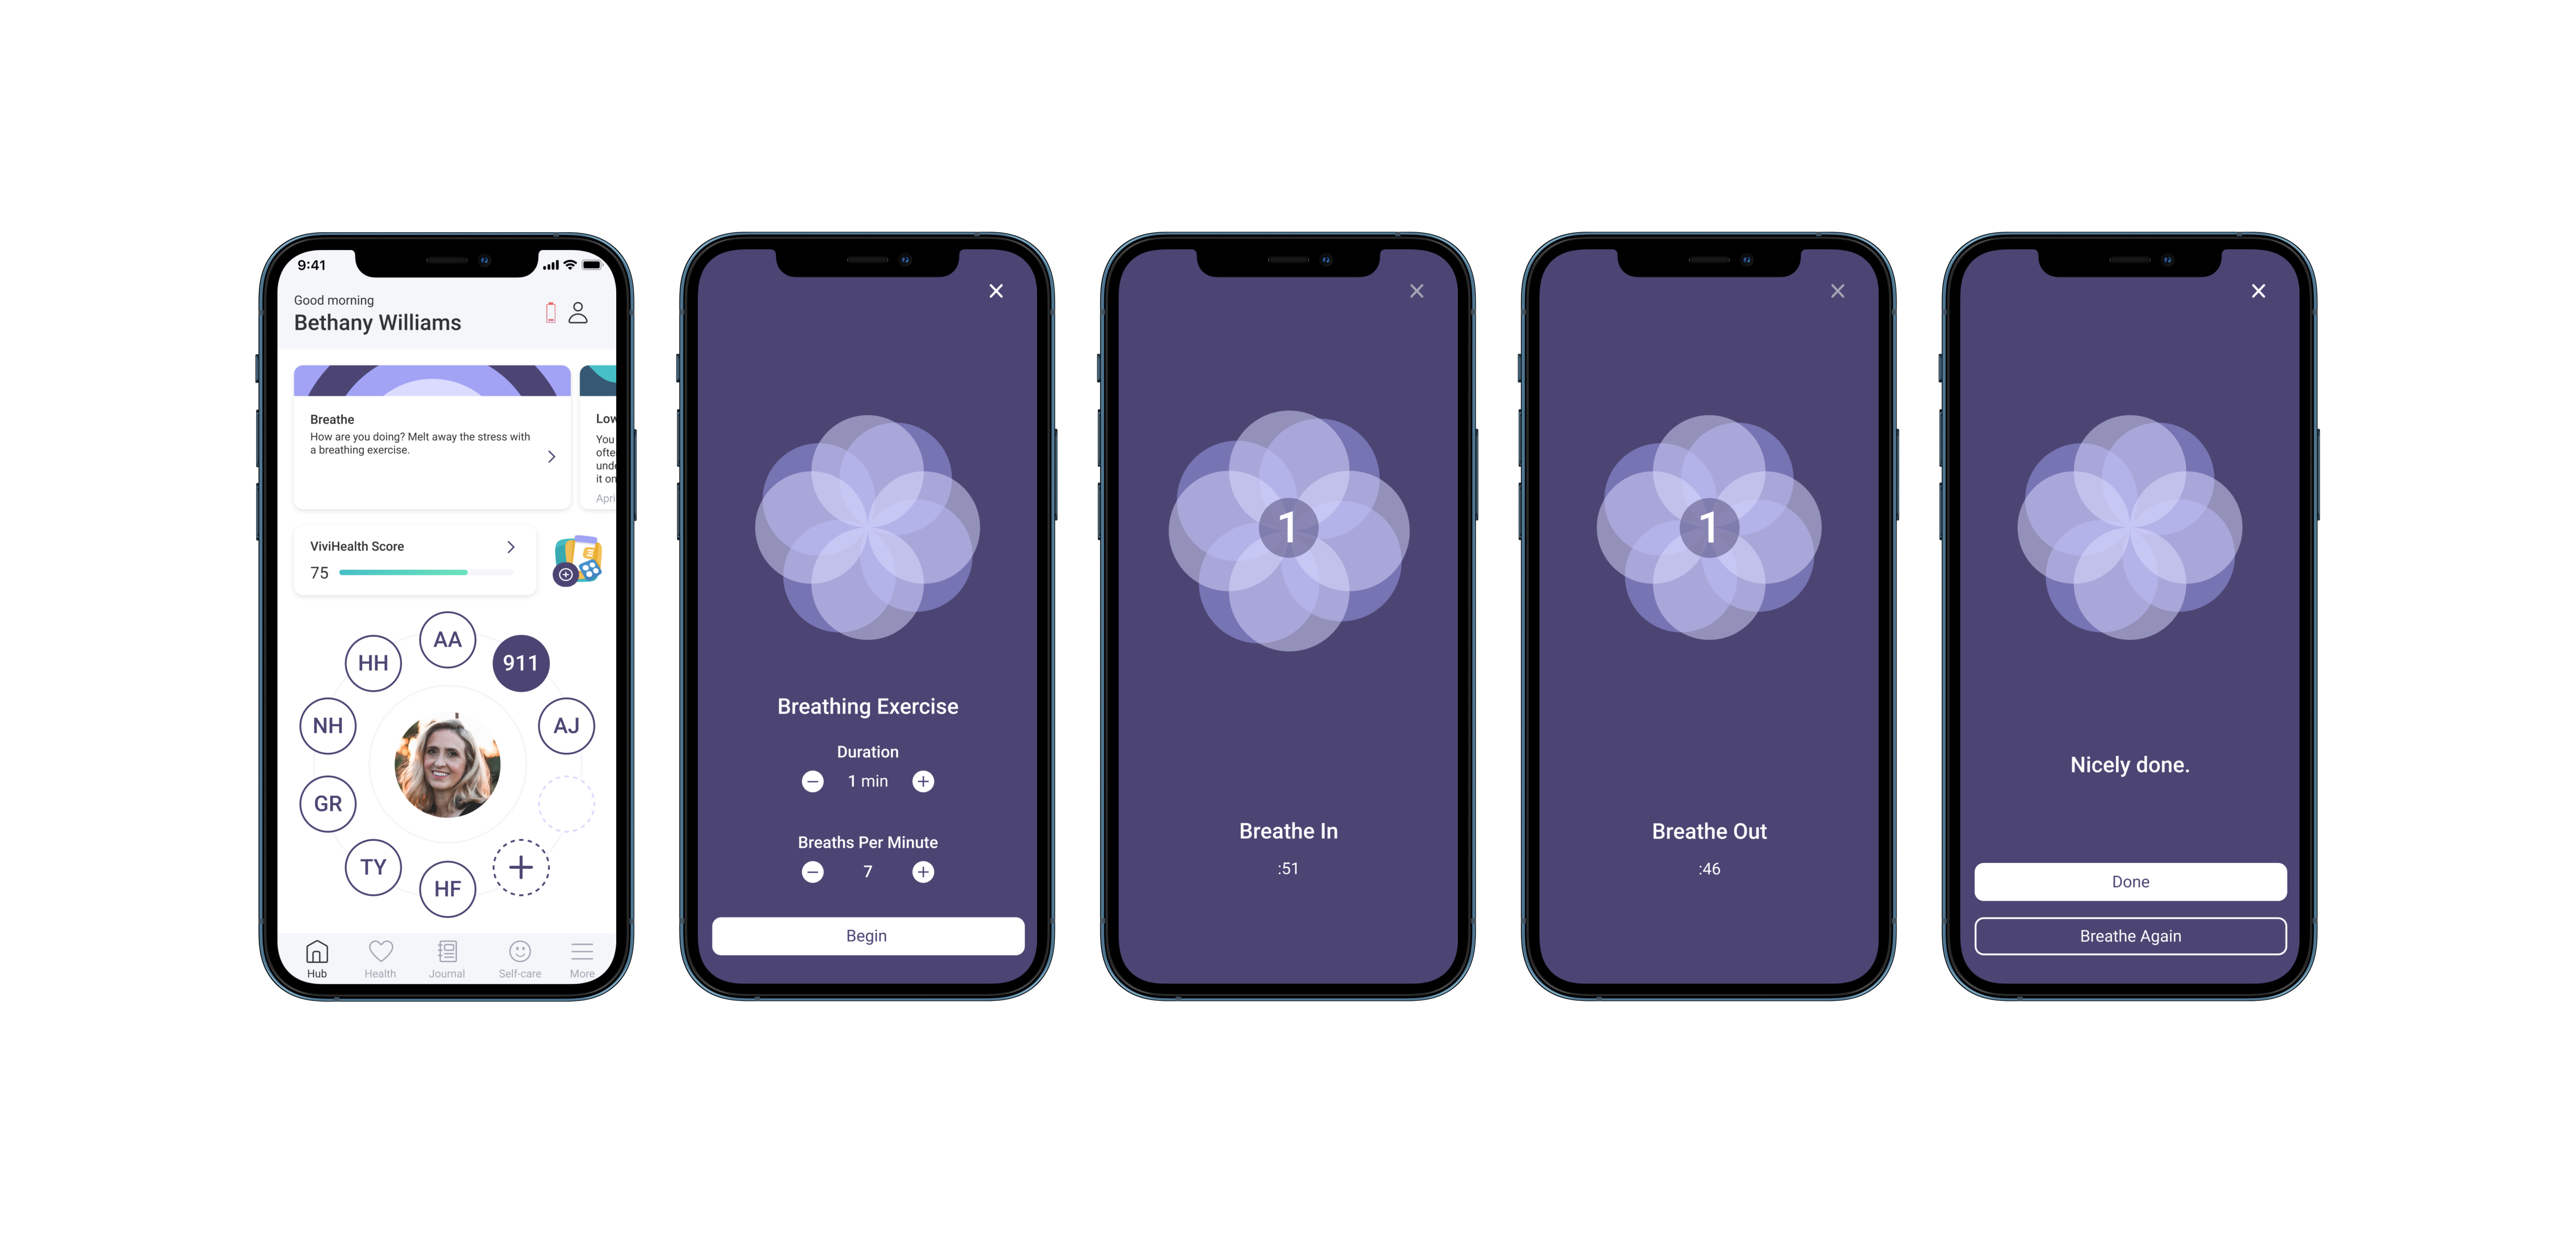 9:41
Good morning
Bethany Williams
Breathe
How are you doing? Melt away the stress with
a breathing exercise.
Low
You
ofte
unde
it on
Apri
ViviHealth Score
75
AA
HH
911
NH
AJ
GR
TY
HF
Hub
Health
Journal
Self-care
More
Breathing Exercise
Duration
1 min
Breaths Per Minute
7
Begin
1
Breathe In
:51
1
Breathe Out
:46
Nicely done.
Done
Breathe Again